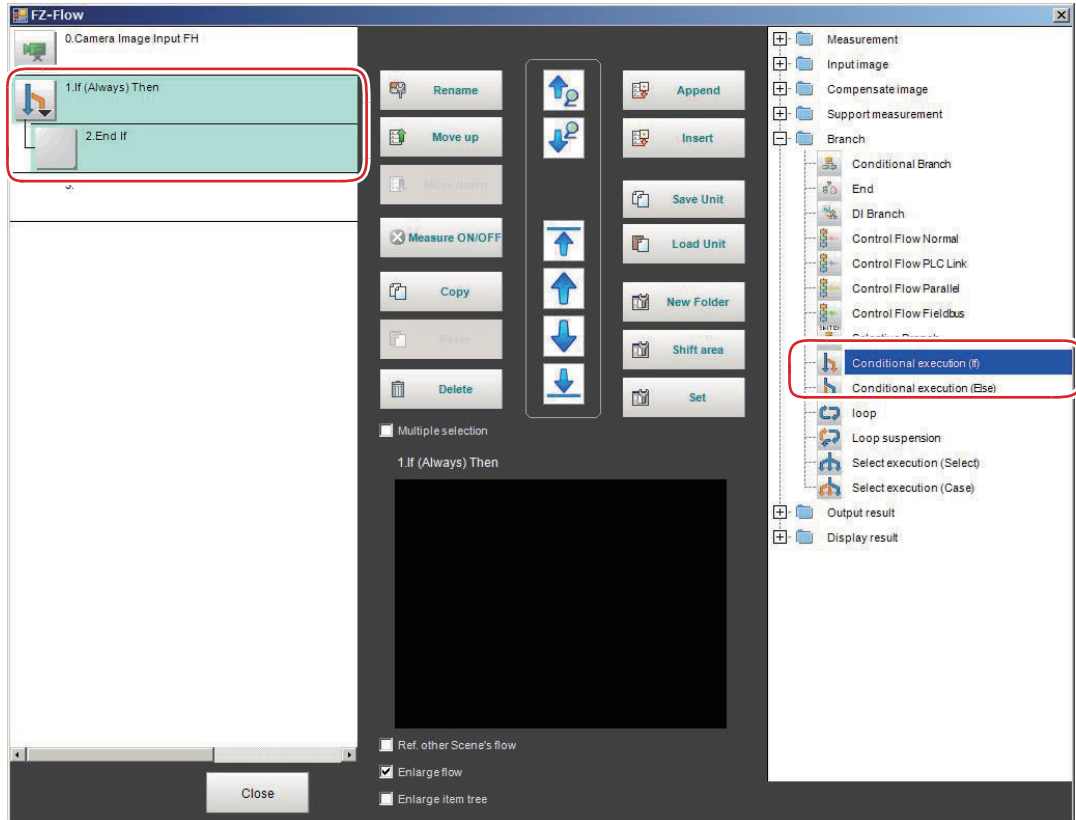 FZ-Flow
0.Camera Image Input FH
1.If (Always) Then
2.End If
3.
Rename
Move up
Move down
Measure ON/OFF
Copy
Paste
Delete
Append
Insert
Save Unit
Load Unit
New Folder
Shift area
Set
Multiple selection
1.If (Always) Then
Ref. other Scene's flow
Enlarge flow
Enlarge item tree
Close
Measurement
Input image
Compensate image
Support measurement
Branch
Conditional Branch
End
DI Branch
Control Flow Normal
Control Flow PLC Link
Control Flow Parallel
Control Flow Fieldbus
Selective Branch
Conditional execution (If)
Conditional execution (Else)
loop
Loop suspension
Select execution (Select)
Select execution (Case)
Output result
Display result